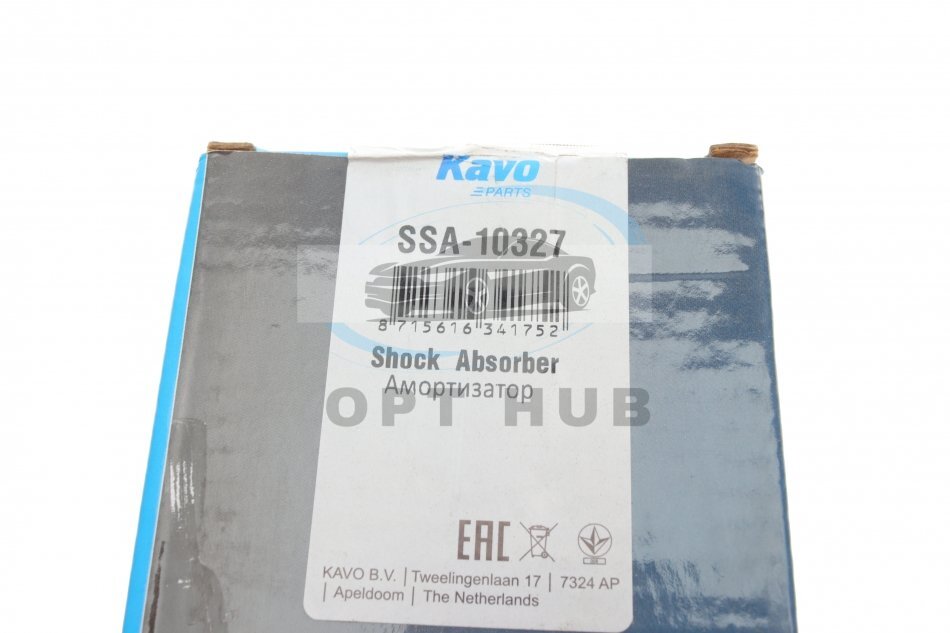 Kavo
PARTS
SSA-10327
8 715616 341752
Shock Absorber
Амортизатор
OPT HUB
EAC
KAVO B.V. | Tweelingenlaan 17 | 7324 AP
| Apeldoom | The Netherlands